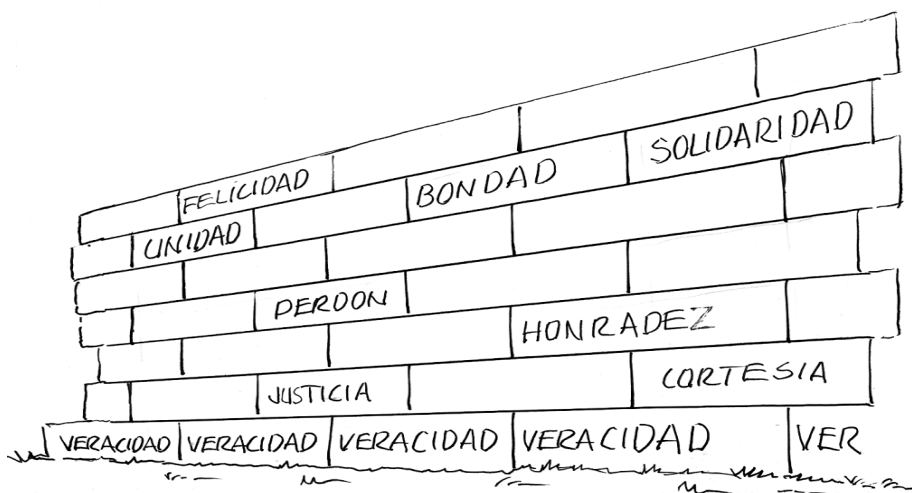 FELICIDAD
BONDAD
SOLIDARIDAD
UNIDAD
PERDON
HONRADEZ
JUSTICIA
CORTESIA
VERACIDAD VERACIDAD VERACIDAD VERACIDAD VER